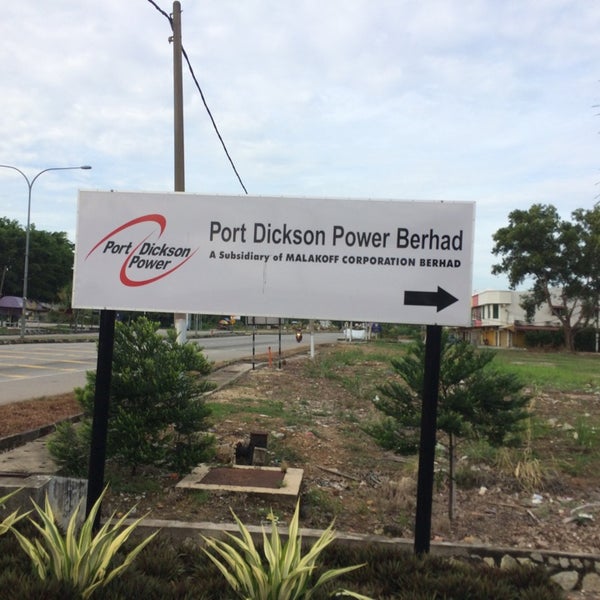 Port Dickson
Power
Port Dickson Power Berhad
A Subsidiary of MALAKOFF CORPORATION BERHAD